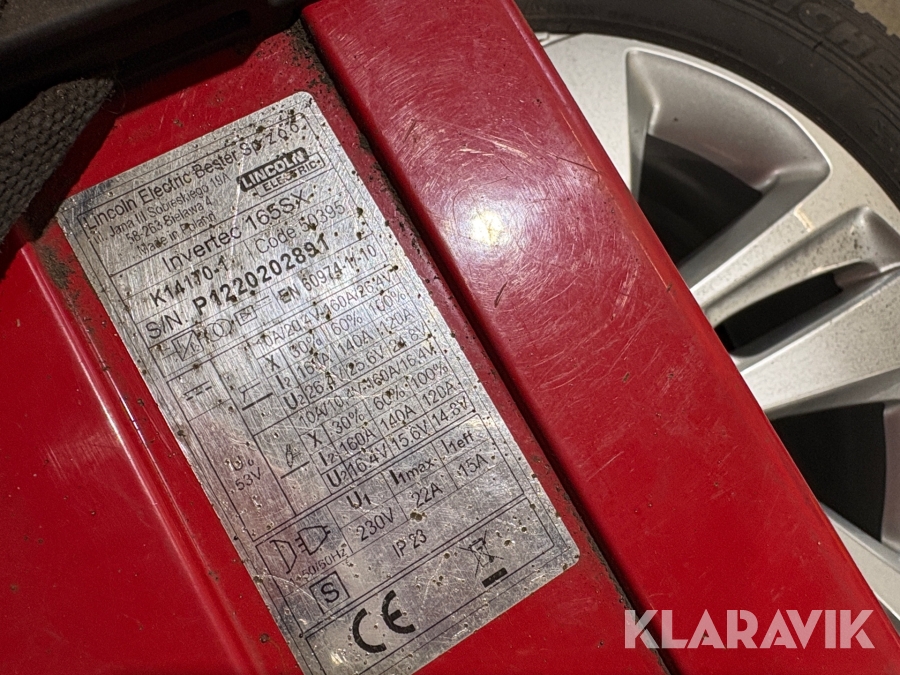 Lincoln Electric Bester Sp. z o.o.
ul. Jana III Sobieskiego 19A
58-263 Bielawa 4
Made in Poland
LINCOLN
ELECTRIC
Invertec 165SX
K14170-1 Code 50395
S/N. P1220202891
EN 60974-1/-10
10A/20,4V-160A/26,4V
X 30% 60% 100%
I2 160A 140A 120A
U2 26,4V 25,6V 24,8V
10A/10,4V-160A/16,4V
X 30% 60% 100%
I2 160A 140A 120A
U2 16.4V 15.6V 14.8V
U0
53V
U1 I1max I1eff
230V 22A 15A
1~50/60HZ
IP 23
S
CE
KLARAVIK